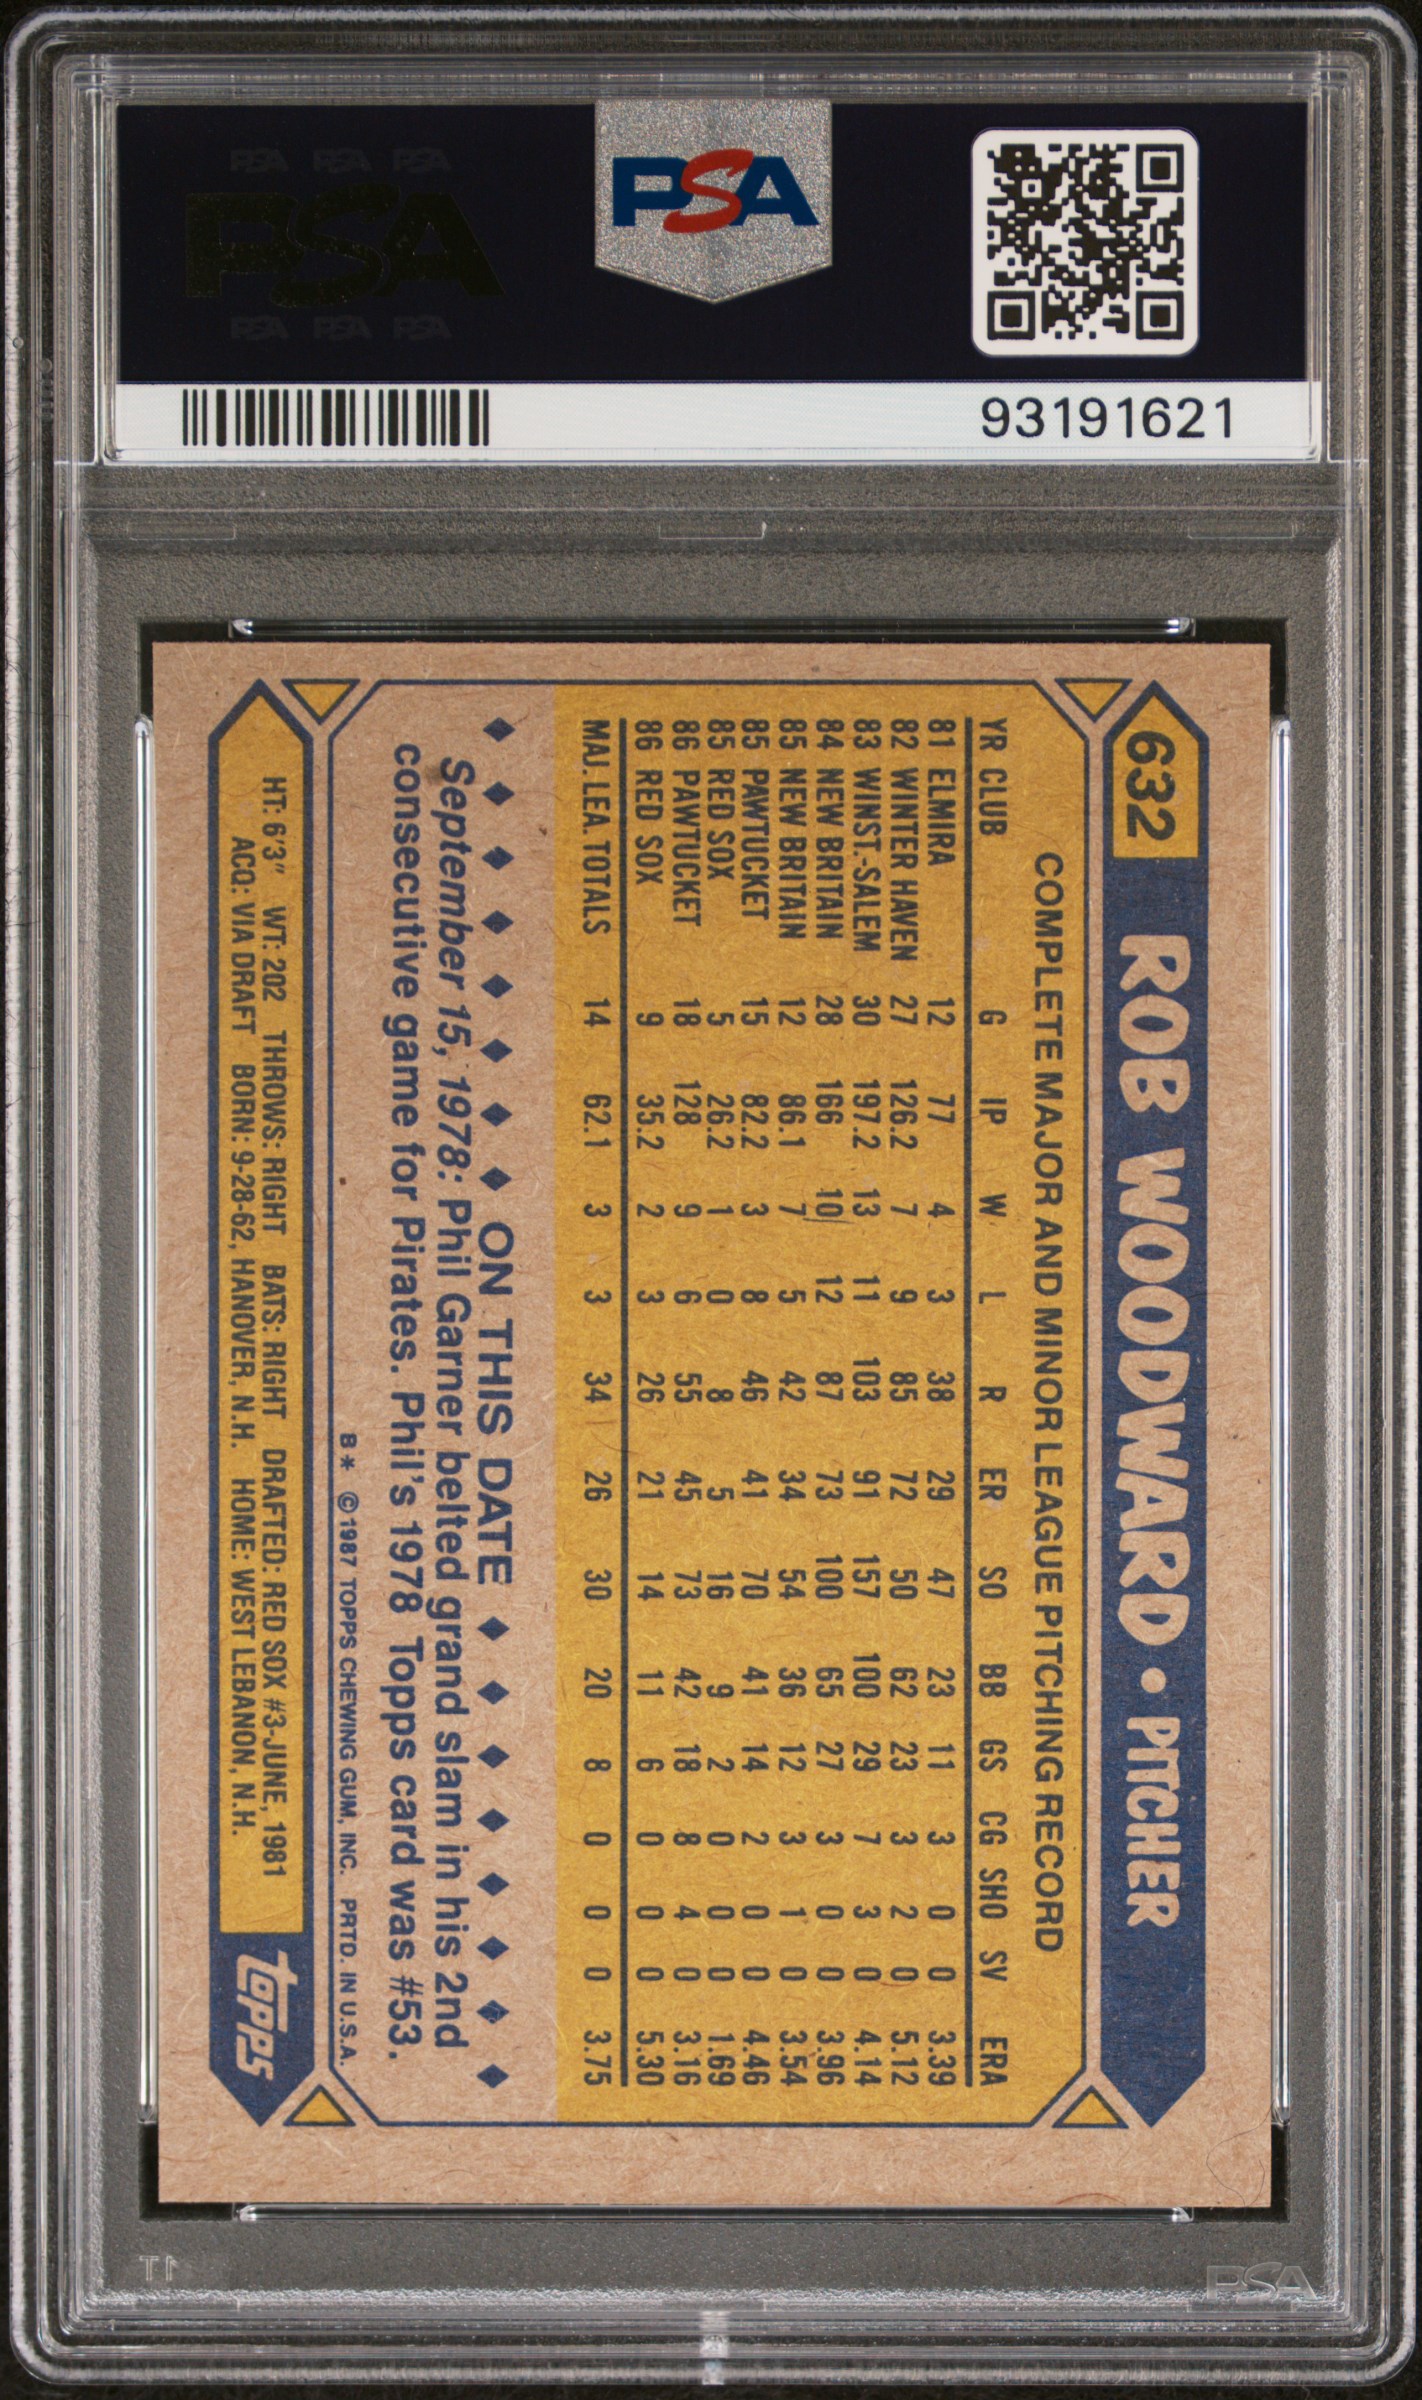 PSA PSA PSA
PSA
PSA PSA PSA
PSA
93191621
632 ROB WOODWARD • PITCHER
COMPLETE MAJOR AND MINOR LEAGUE PITCHING RECORD
YR CLUB G IP W L R ER SO BB GS CG SHO SV ERA
81 ELMIRA 12 77 4 3 38 29 47 23 11 3 0 0 3.39
82 WINTER HAVEN 27 126.2 7 9 85 72 50 62 23 3 2 0 5.12
83 WINST.-SALEM 30 197.2 13 11 103 91 157 100 29 7 3 0 4.14
84 NEW BRITAIN 28 166 10 12 87 73 100 65 27 3 0 0 3.96
85 NEW BRITAIN 12 86.1 7 5 42 34 54 36 12 3 1 0 3.54
85 PAWTUCKET 15 82.2 3 8 46 41 70 41 14 2 0 0 4.46
85 RED SOX 5 26.2 1 0 8 5 16 9 2 0 0 0 1.69
86 PAWTUCKET 18 128 9 6 55 45 73 42 18 8 4 0 3.16
86 RED SOX 9 35.2 2 3 26 21 14 11 6 0 0 0 5.30
MAJ. LEA. TOTALS 14 62.1 3 3 34 26 30 20 8 0 0 0 3.75
ON THIS DATE
September 15, 1978: Phil Garner belted grand slam in his 2nd
consecutive game for Pirates. Phil's 1978 Topps card was #53.
B* ©1987 TOPPS CHEWING GUM, INC. PRTD. IN U.S.A.
HT: 6'3" WT: 202 THROWS: RIGHT BATS: RIGHT DRAFTED: RED SOX #3-JUNE, 1981
ACQ: VIA DRAFT BORN: 9-28-62, HANOVER, N.H. HOME: WEST LEBANON, N.H.
topps
PSA